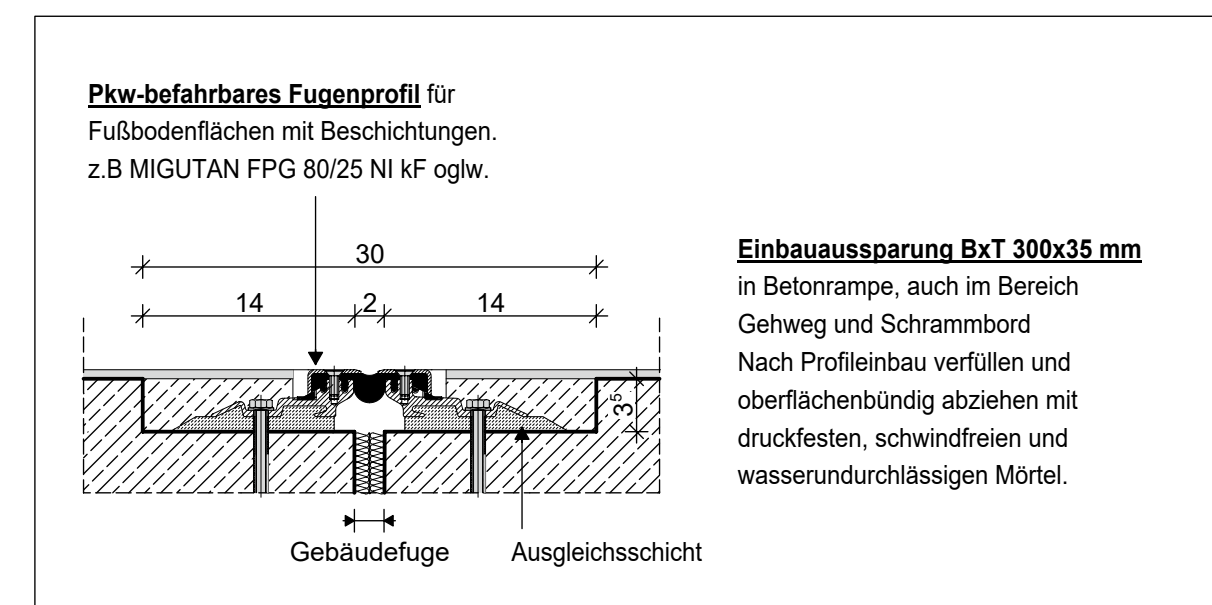 Pkw-befahrbares Fugenprofil für
Fußbodenflächen mit Beschichtungen.
z.B MIGUTAN FPG 80/25 NI kF oglw.
30
14 2 14
3⁵
Gebäudefuge Ausgleichsschicht
Einbauaussparung BxT 300x35 mm
in Betonrampe, auch im Bereich
Gehweg und Schrammbord
Nach Profileinbau verfüllen und
oberflächenbündig abziehen mit
druckfesten, schwindfreien und
wasserundurchlässigen Mörtel.